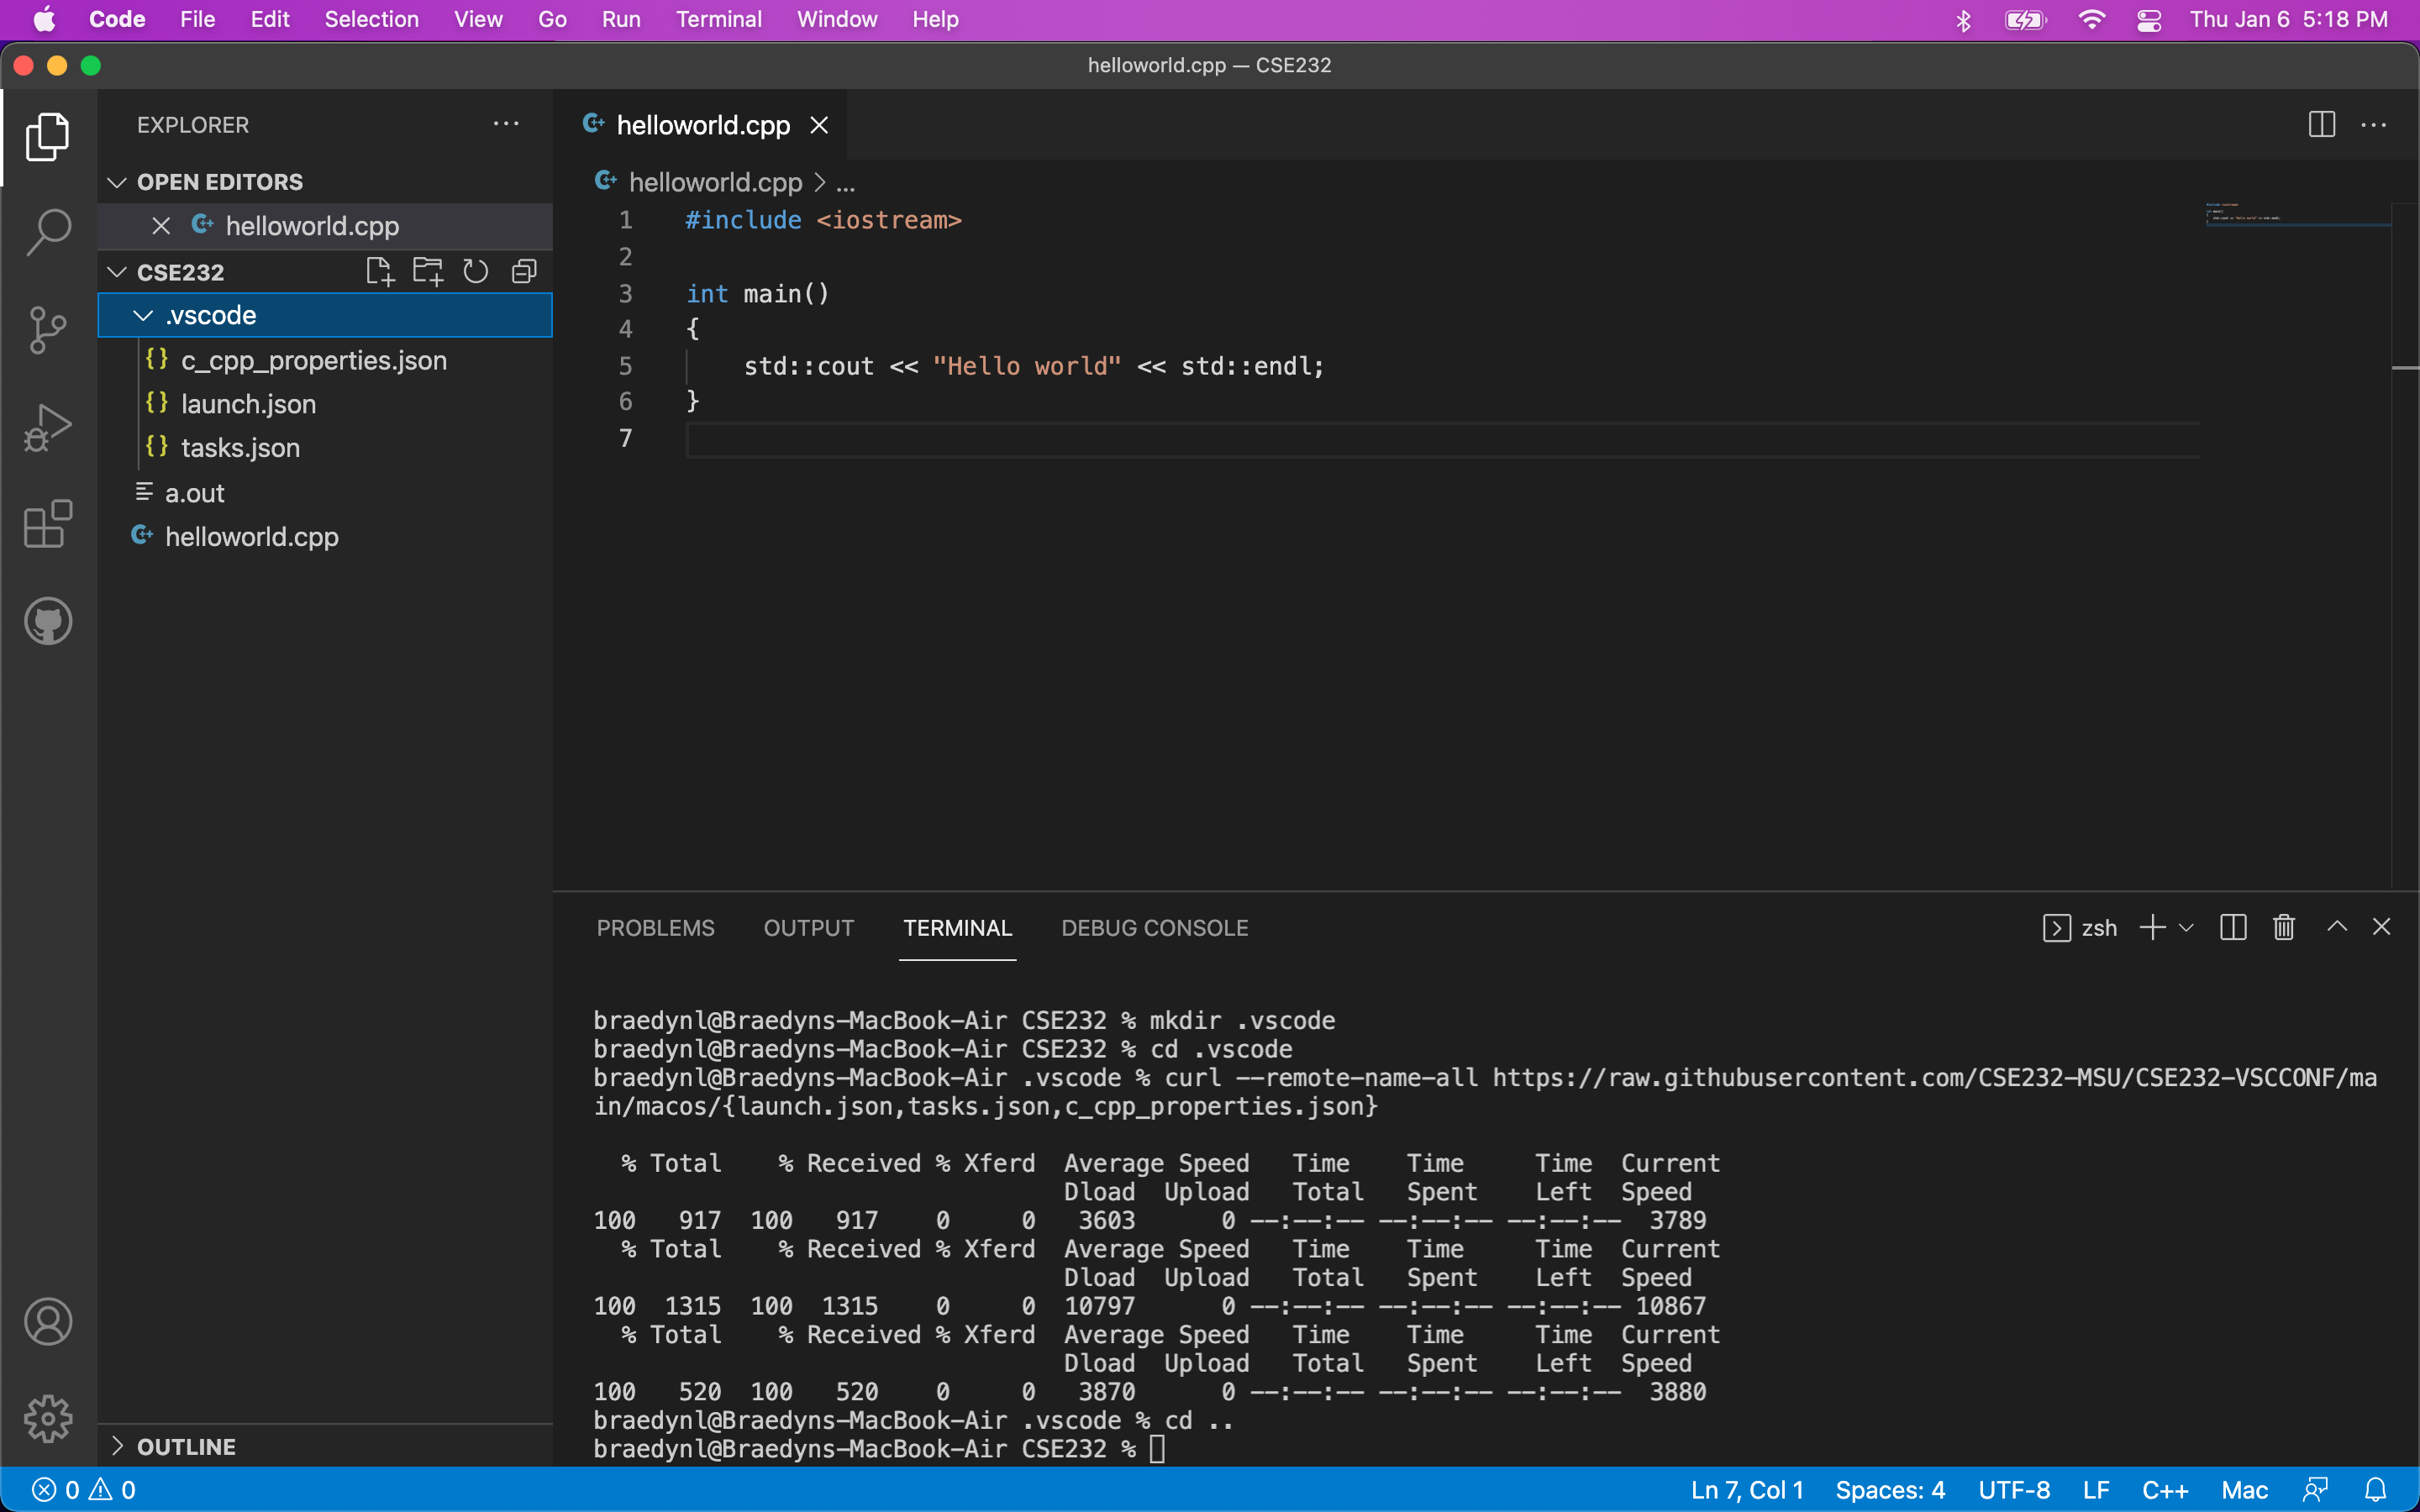 Code File Edit Selection View Go Run Terminal Window Help Thu Jan 6 5:18 PM
helloworld.cpp — CSE232
EXPLORER
OPEN EDITORS
helloworld.cpp
CSE232
.vscode
c_cpp_properties.json
launch.json
tasks.json
a.out
helloworld.cpp
OUTLINE
helloworld.cpp
helloworld.cpp > ...
1 #include <iostream>
2
3 int main()
4 {
5     std::cout << "Hello world" << std::endl;
6 }
7
PROBLEMS OUTPUT TERMINAL DEBUG CONSOLE zsh
braedynl@Braedyns-MacBook-Air CSE232 % mkdir .vscode
braedynl@Braedyns-MacBook-Air CSE232 % cd .vscode
braedynl@Braedyns-MacBook-Air .vscode % curl --remote-name-all https://raw.githubusercontent.com/CSE232-MSU/CSE232-VSCCONF/ma
in/macos/{launch.json,tasks.json,c_cpp_properties.json}
  % Total    % Received % Xferd  Average Speed   Time    Time     Time  Current
                                 Dload  Upload   Total   Spent    Left  Speed
100   917  100   917    0     0   3603      0 --:--:-- --:--:-- --:--:--  3789
  % Total    % Received % Xferd  Average Speed   Time    Time     Time  Current
                                 Dload  Upload   Total   Spent    Left  Speed
100  1315  100  1315    0     0  10797      0 --:--:-- --:--:-- --:--:-- 10867
  % Total    % Received % Xferd  Average Speed   Time    Time     Time  Current
                                 Dload  Upload   Total   Spent    Left  Speed
100   520  100   520    0     0   3870      0 --:--:-- --:--:-- --:--:--  3880
braedynl@Braedyns-MacBook-Air .vscode % cd ..
braedynl@Braedyns-MacBook-Air CSE232 %
0 0 Ln 7, Col 1 Spaces: 4 UTF-8 LF C++ Mac